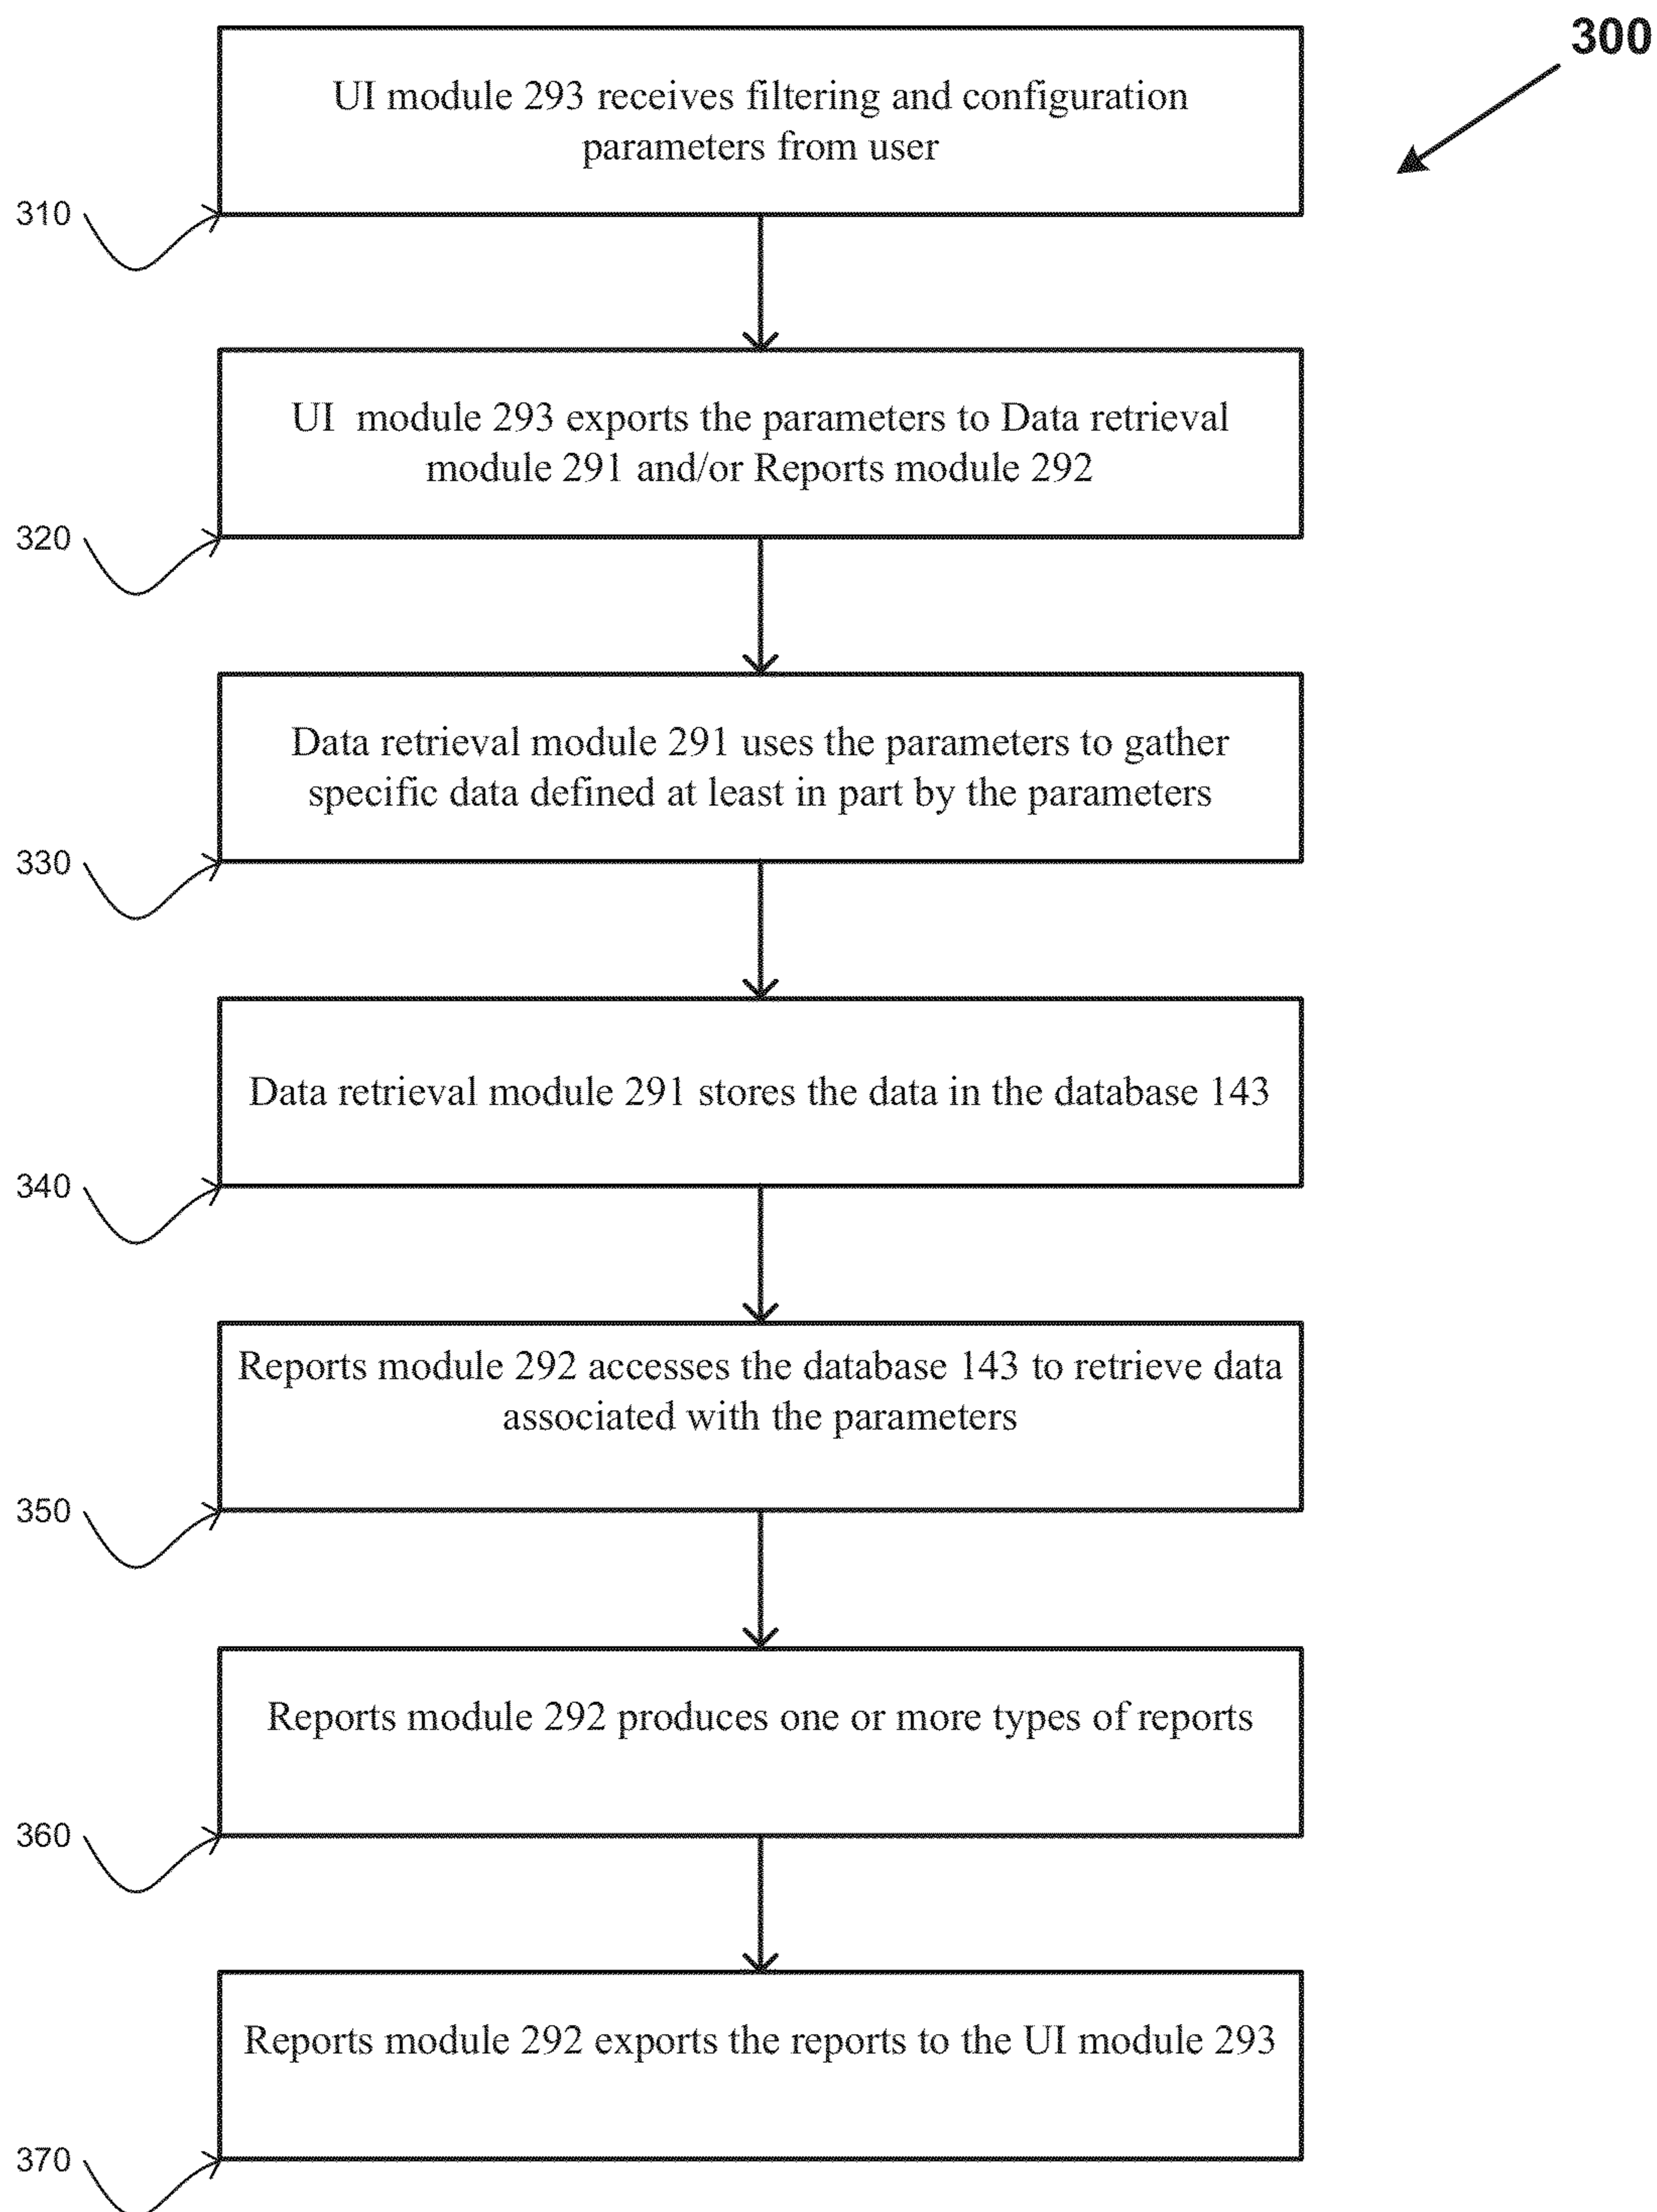 300
UI module 293 receives filtering and configuration
parameters from user
310
UI module 293 exports the parameters to Data retrieval
module 291 and/or Reports module 292
320
Data retrieval module 291 uses the parameters to gather
specific data defined at least in part by the parameters
330
Data retrieval module 291 stores the data in the database 143
340
Reports module 292 accesses the database 143 to retrieve data
associated with the parameters
350
Reports module 292 produces one or more types of reports
360
Reports module 292 exports the reports to the UI module 293
370